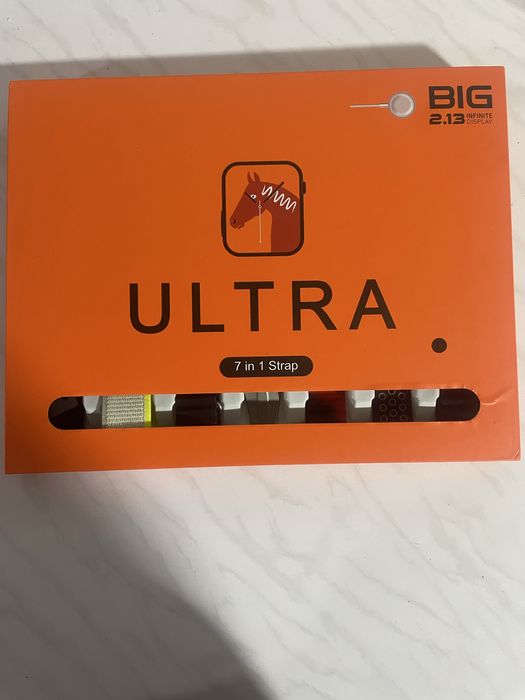 BIG
2.13 INFINITE
DISPLAY
ULTRA
7 in 1 Strap